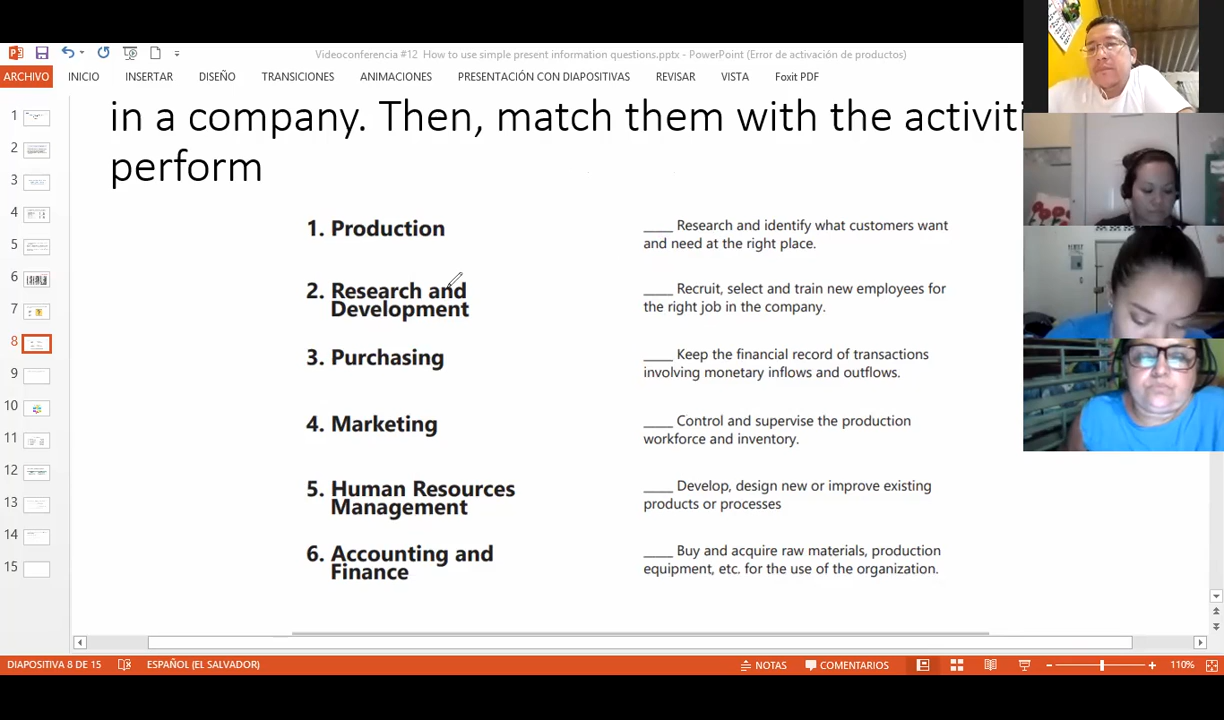 Videoconferencia #12 How to use simple present information questions.pptx - PowerPoint (Error de activación de productos)
ARCHIVO INICIO INSERTAR DISEÑO TRANSICIONES ANIMACIONES PRESENTACIÓN CON DIAPOSITIVAS REVISAR VISTA Foxit PDF
in a company. Then, match them with the activiti
perform
1. Production
____ Research and identify what customers want
and need at the right place.
2. Research and
Development
____ Recruit, select and train new employees for
the right job in the company.
3. Purchasing
____ Keep the financial record of transactions
involving monetary inflows and outflows.
4. Marketing
____ Control and supervise the production
workforce and inventory.
5. Human Resources
Management
____ Develop, design new or improve existing
products or processes
6. Accounting and
Finance
____ Buy and acquire raw materials, production
equipment, etc. for the use of the organization.
1
2
3
4
5
6
7
8
9
10
11
12
13
14
15
DIAPOSITIVA 8 DE 15 ESPAÑOL (EL SALVADOR) NOTAS COMENTARIOS 110%